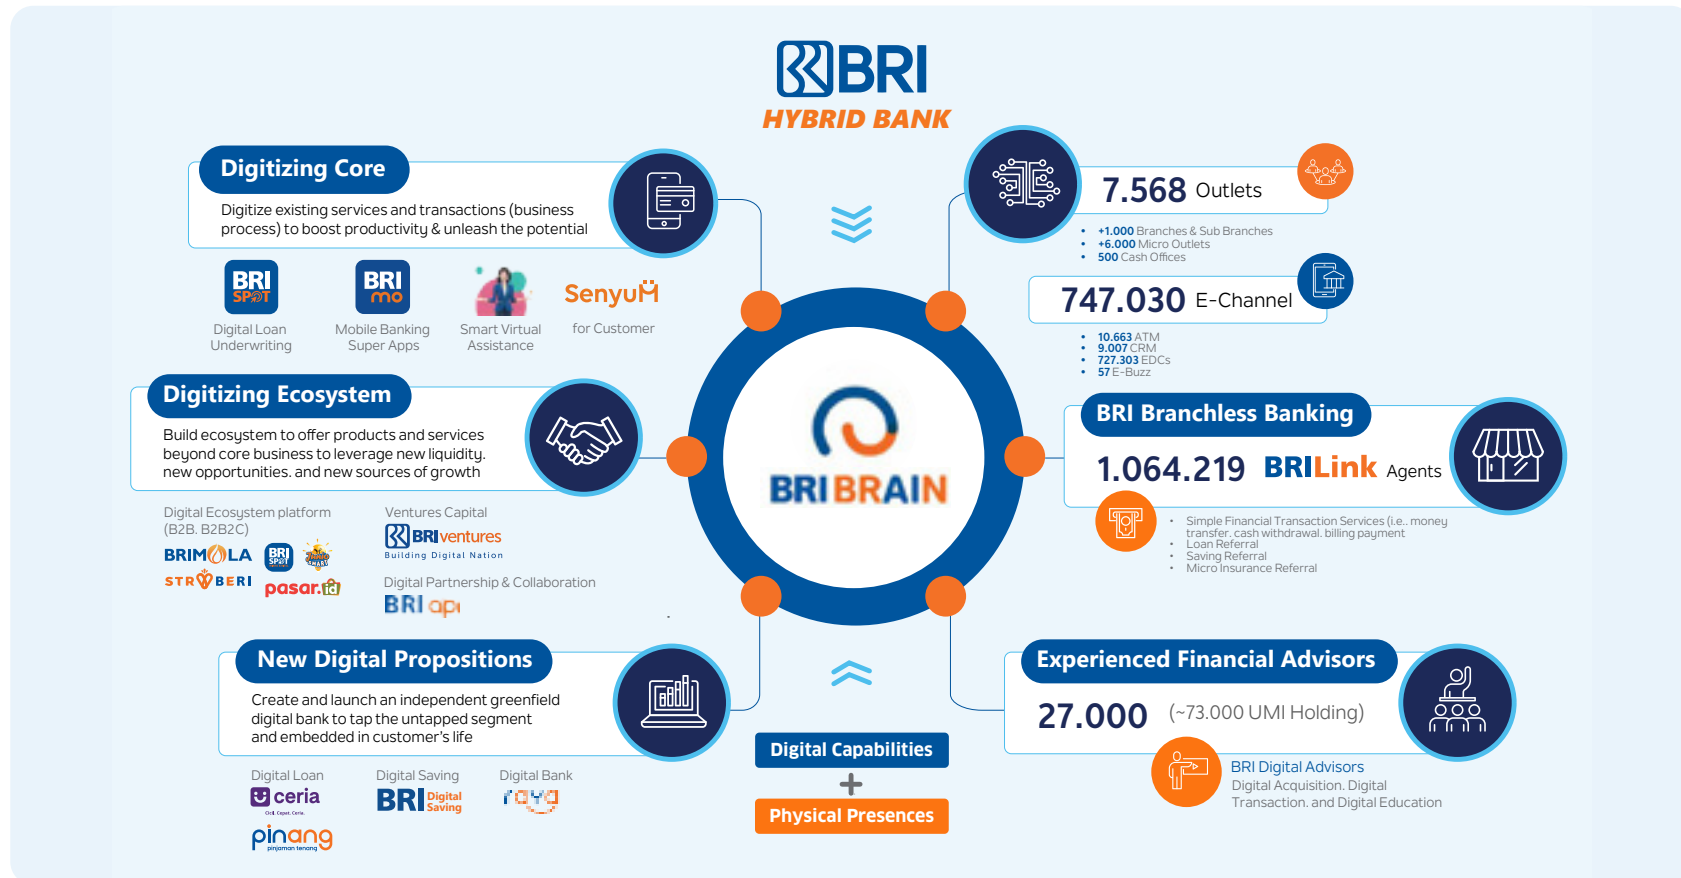 BRI
HYBRID BANK
Digitizing Core
Digitize existing services and transactions (business
process) to boost productivity & unleash the potential
BRI
SPOT
Digital Loan
Underwriting
BRI
mo
Mobile Banking
Super Apps
Smart Virtual
Assistance
SenyuM
for Customer
Digitizing Ecosystem
Build ecosystem to offer products and services
beyond core business to leverage new liquidity.
new opportunities. and new sources of growth
Digital Ecosystem platform
(B2B. B2B2C)
BRIMOLA
BRI
SPOT
STROBERI
pasar.id
Ventures Capital
BRI ventures
Building Digital Nation
Digital Partnership & Collaboration
BRI api
New Digital Propositions
Create and launch an independent greenfield
digital bank to tap the untapped segment
and embedded in customer's life
Digital Loan
ceria
Cicil. Cepat. Ceria.
pinang
pinjaman tenang
Digital Saving
BRI Digital
Saving
Digital Bank
raya
BRIBRAIN
Digital Capabilities
+
Physical Presences
7.568 Outlets
• +1.000 Branches & Sub Branches
• +6.000 Micro Outlets
• 500 Cash Offices
747.030 E-Channel
• 10.663 ATM
• 9.007 CRM
• 727.303 EDCs
• 57 E-Buzz
BRI Branchless Banking
1.064.219 BRILink Agents
• Simple Financial Transaction Services (i.e.. money
transfer. cash withdrawal. billing payment
• Loan Referral
• Saving Referral
• Micro Insurance Referral
Experienced Financial Advisors
27.000 (~73.000 UMI Holding)
BRI Digital Advisors
Digital Acquisition. Digital
Transaction. and Digital Education